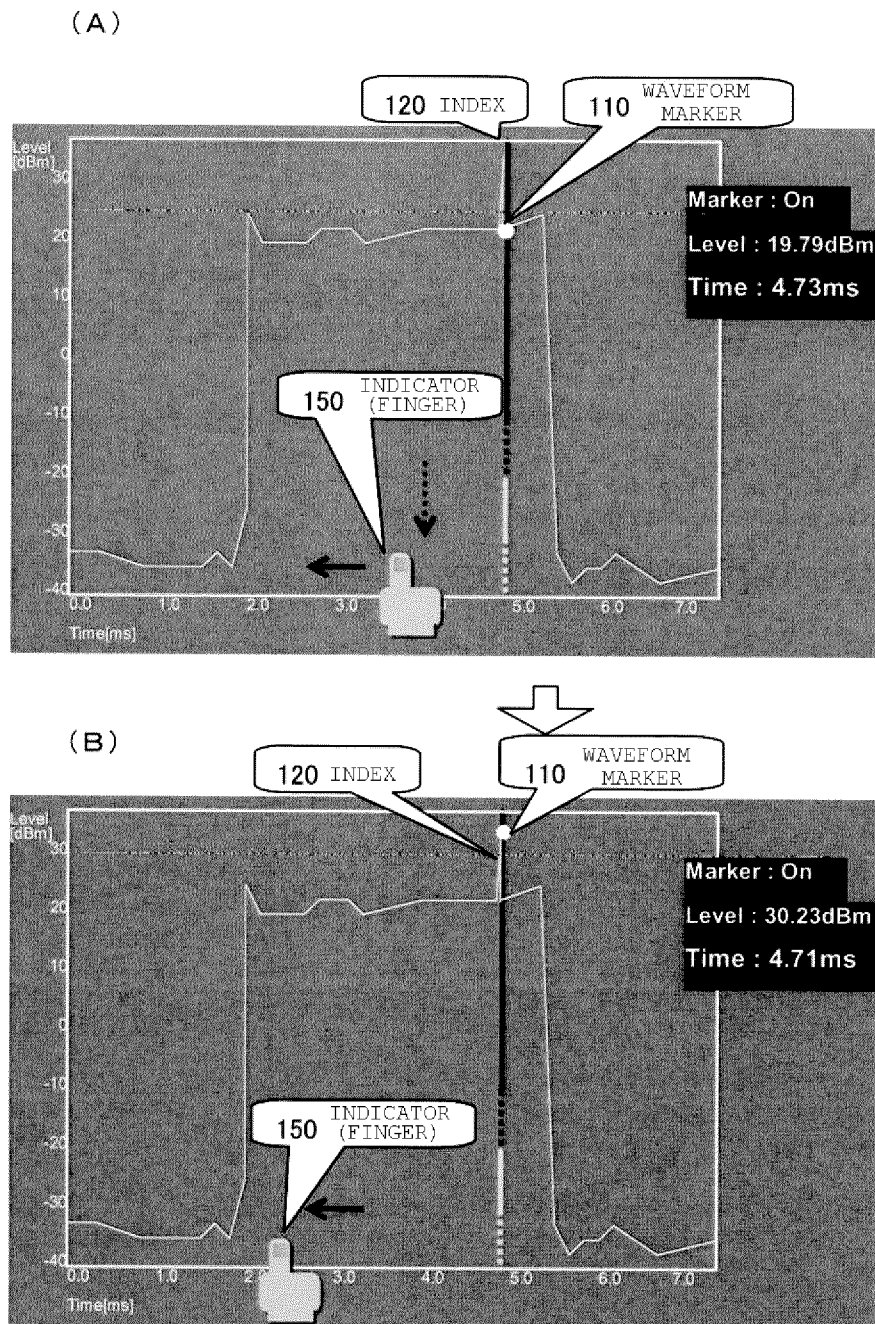 (A)
120 INDEX
110 WAVEFORM
MARKER
Level
[dBm)
30
20
10
0
-10
-20
-30
-40
Marker : On
Level : 19.79dBm
Time : 4.73ms
150 INDICATOR
(FINGER)
0.0 1.0 2.0 3.0 4.0 5.0 6.0 7.0
Time[ms)
(B)
120 INDEX
110 WAVEFORM
MARKER
Level
[dBm)
30
20
10
0
-10
-20
-30
-40
Marker : On
Level : 30.23dBm
Time : 4.71ms
150 INDICATOR
(FINGER)
0.0 1.0 2.0 3.0 4.0 5.0 6.0 7.0
Time[ms)